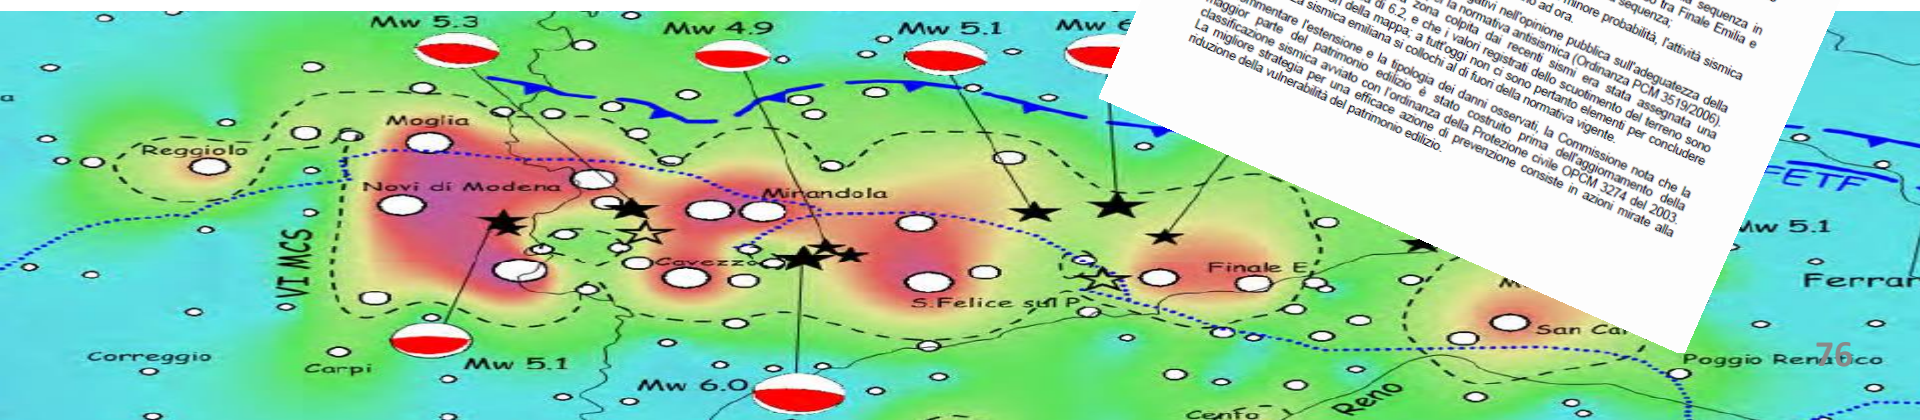 Mw 5.3
Mw 4.9
Mw 5.1
Mw 6
Moglia
Reggiolo
Novi di Modena
Mirandola
VI MCS
Cavezzo
S.Felice sul P
Finale E
Correggio
Carpi
Mw 5.1
Mw 6.0
San Ca
Mw 5.1
Ferrar
Poggio Renatico
Reno
Cento
FETF
76
sequenza in
tra Finale Emilia e
sequenza;
minore probabilità, l'attività sismica
ad ora.
nell'opinione pubblica sull'adeguatezza della
normativa antisismica (Ordinanza PCM 3519/2006).
zona colpita dai recenti sismi era stata assegnata una
di 6.2, e che i valori registrati dello scuotimento del terreno sono
della mappa; a tutt'oggi non ci sono pertanto elementi per concludere
sismica emiliana si collochi al di fuori della normativa vigente.
l'estensione e la tipologia dei danni osservati, la Commissione nota che la
maggior parte del patrimonio edilizio è stato costruito prima dell'aggiornamento della
classificazione sismica avviato con l'ordinanza della Protezione civile OPCM 3274 del 2003.
La migliore strategia per una efficace azione di prevenzione consiste in azioni mirate alla
riduzione della vulnerabilità del patrimonio edilizio.